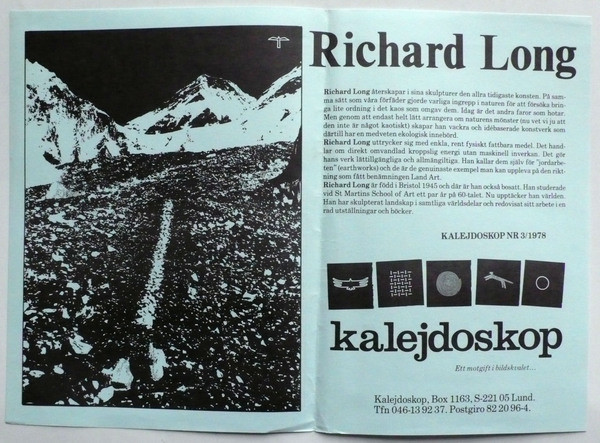 Richard Long
Richard Long återskapar i sina skulpturer den allra tidigaste konsten. På sam-
ma sätt som våra förfäder gjorde varliga ingrepp i naturen för att försöka brin-
ga lite ordning i det kaos som omgav dem. Idag är det andra faror som hotar.
Men genom att endast helt lätt arrangera om naturens mönster (nu vet vi ju att
den inte är något kaotiskt) skapar han vackra och idébaserade konstverk som
därtill har en medveten ekologisk innebörd.
Richard Long uttrycker sig med enkla, rent fysiskt fattbara medel. Det hand-
lar om direkt omvandlad kroppslig energi utan maskinell inverkan. Det gör
hans verk lättillgängliga och allmängiltiga. Han kallar dem själv för "jordarbe-
ten" (earthworks) och de är de genuinaste exempel man kan uppleva på den rikt-
ning som fått benämningen Land Art.
Richard Long är född i Bristol 1945 och där är han också bosatt. Han studerade
vid St Martins School of Art ett par år på 60-talet. Nu upptäcker han världen.
Han har skulpterat landskap i samtliga världsdelar och redovisat sitt arbete i en
rad utställningar och böcker.
KALEJDOSKOP NR 3/1978
kalejdoskop
Ett motgift i bildskvalet...
Kalejdoskop, Box 1163, S-221 05 Lund.
Tfn 046-13 92 37. Postgiro 82 20 96-4.